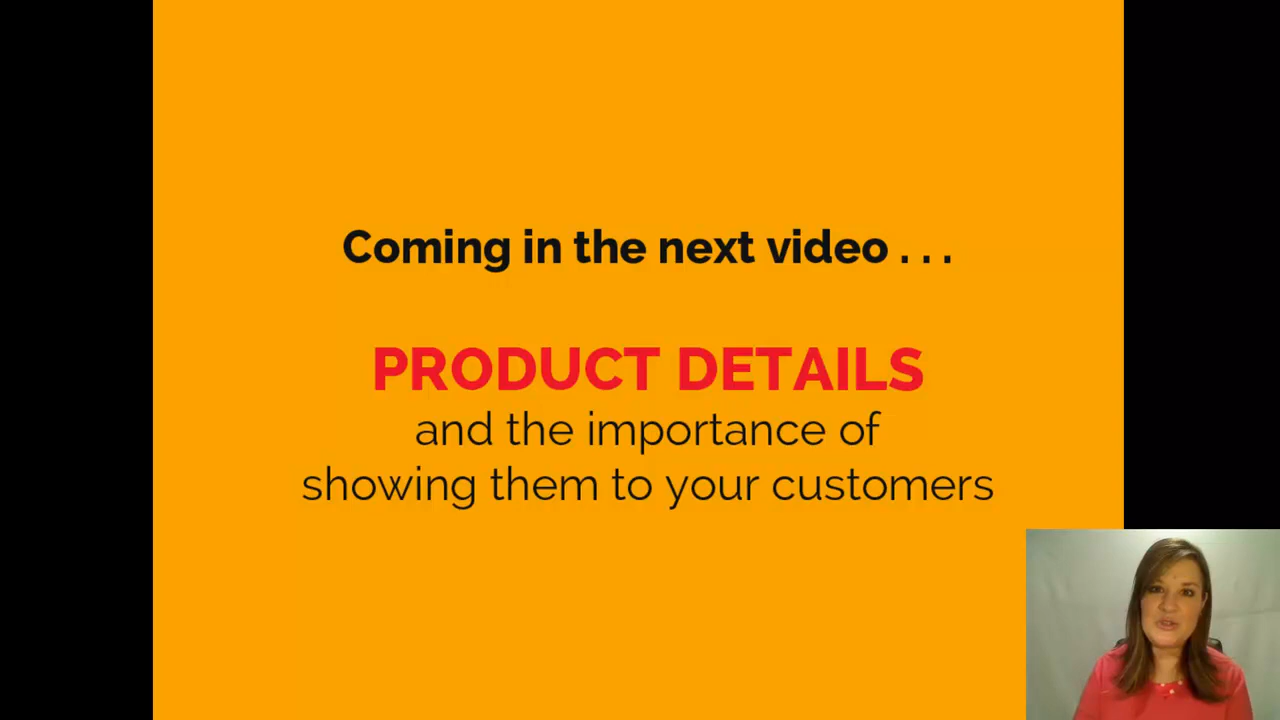 Coming in the next video . . .
PRODUCT DETAILS
and the importance of
showing them to your customers